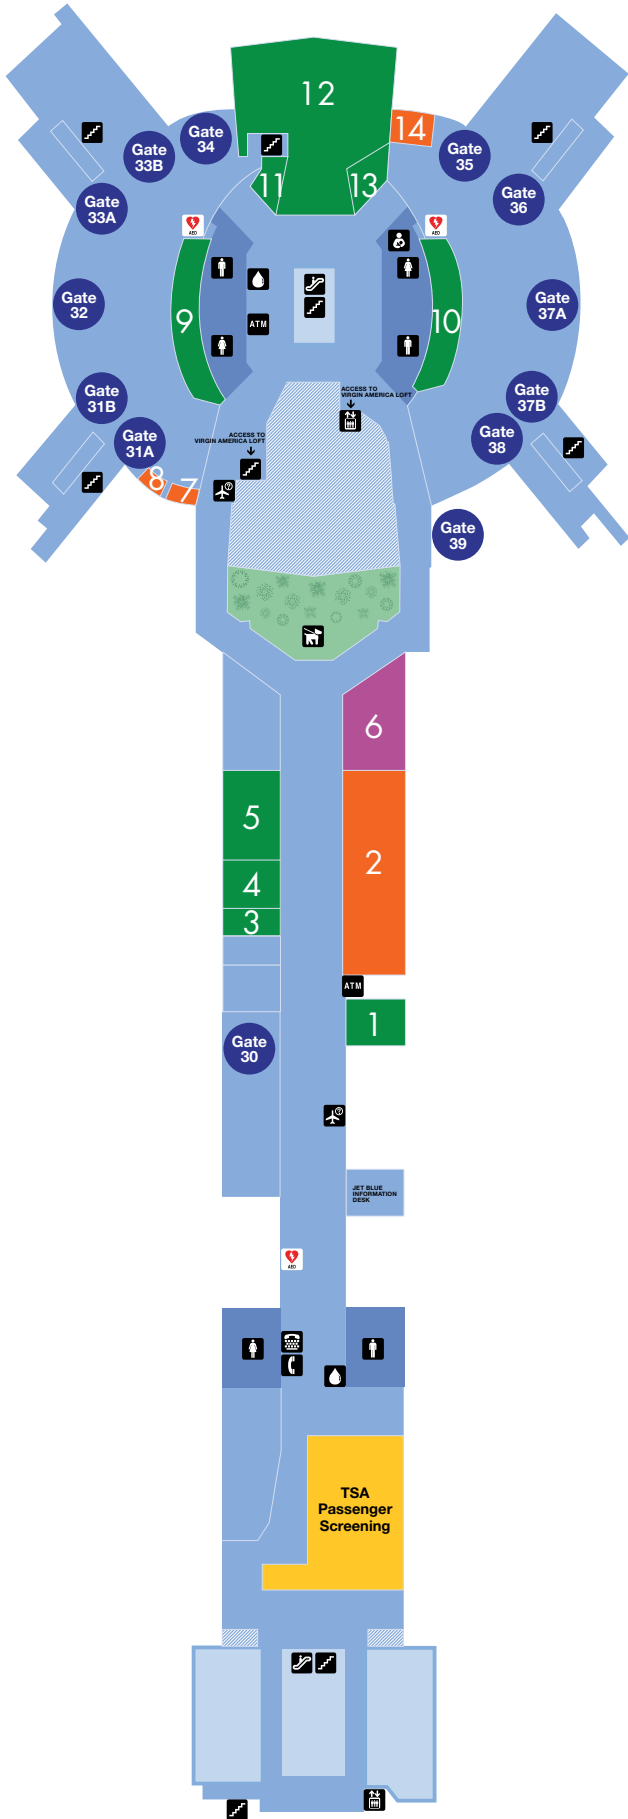 12
14
Gate
34
Gate
33B
Gate
35
11
13
Gate
36
Gate
33A
AED
AED
Gate
32
9
ATM
10
Gate
37A
ACCESS TO
VIRGIN AMERICA LOFT
Gate
31B
Gate
37B
Gate
31A
ACCESS TO
VIRGIN AMERICA LOFT
Gate
38
8
7
?
Gate
39
6
5
2
4
3
ATM
1
Gate
30
?
JET BLUE
INFORMATION
DESK
AED
TSA
Passenger
Screening